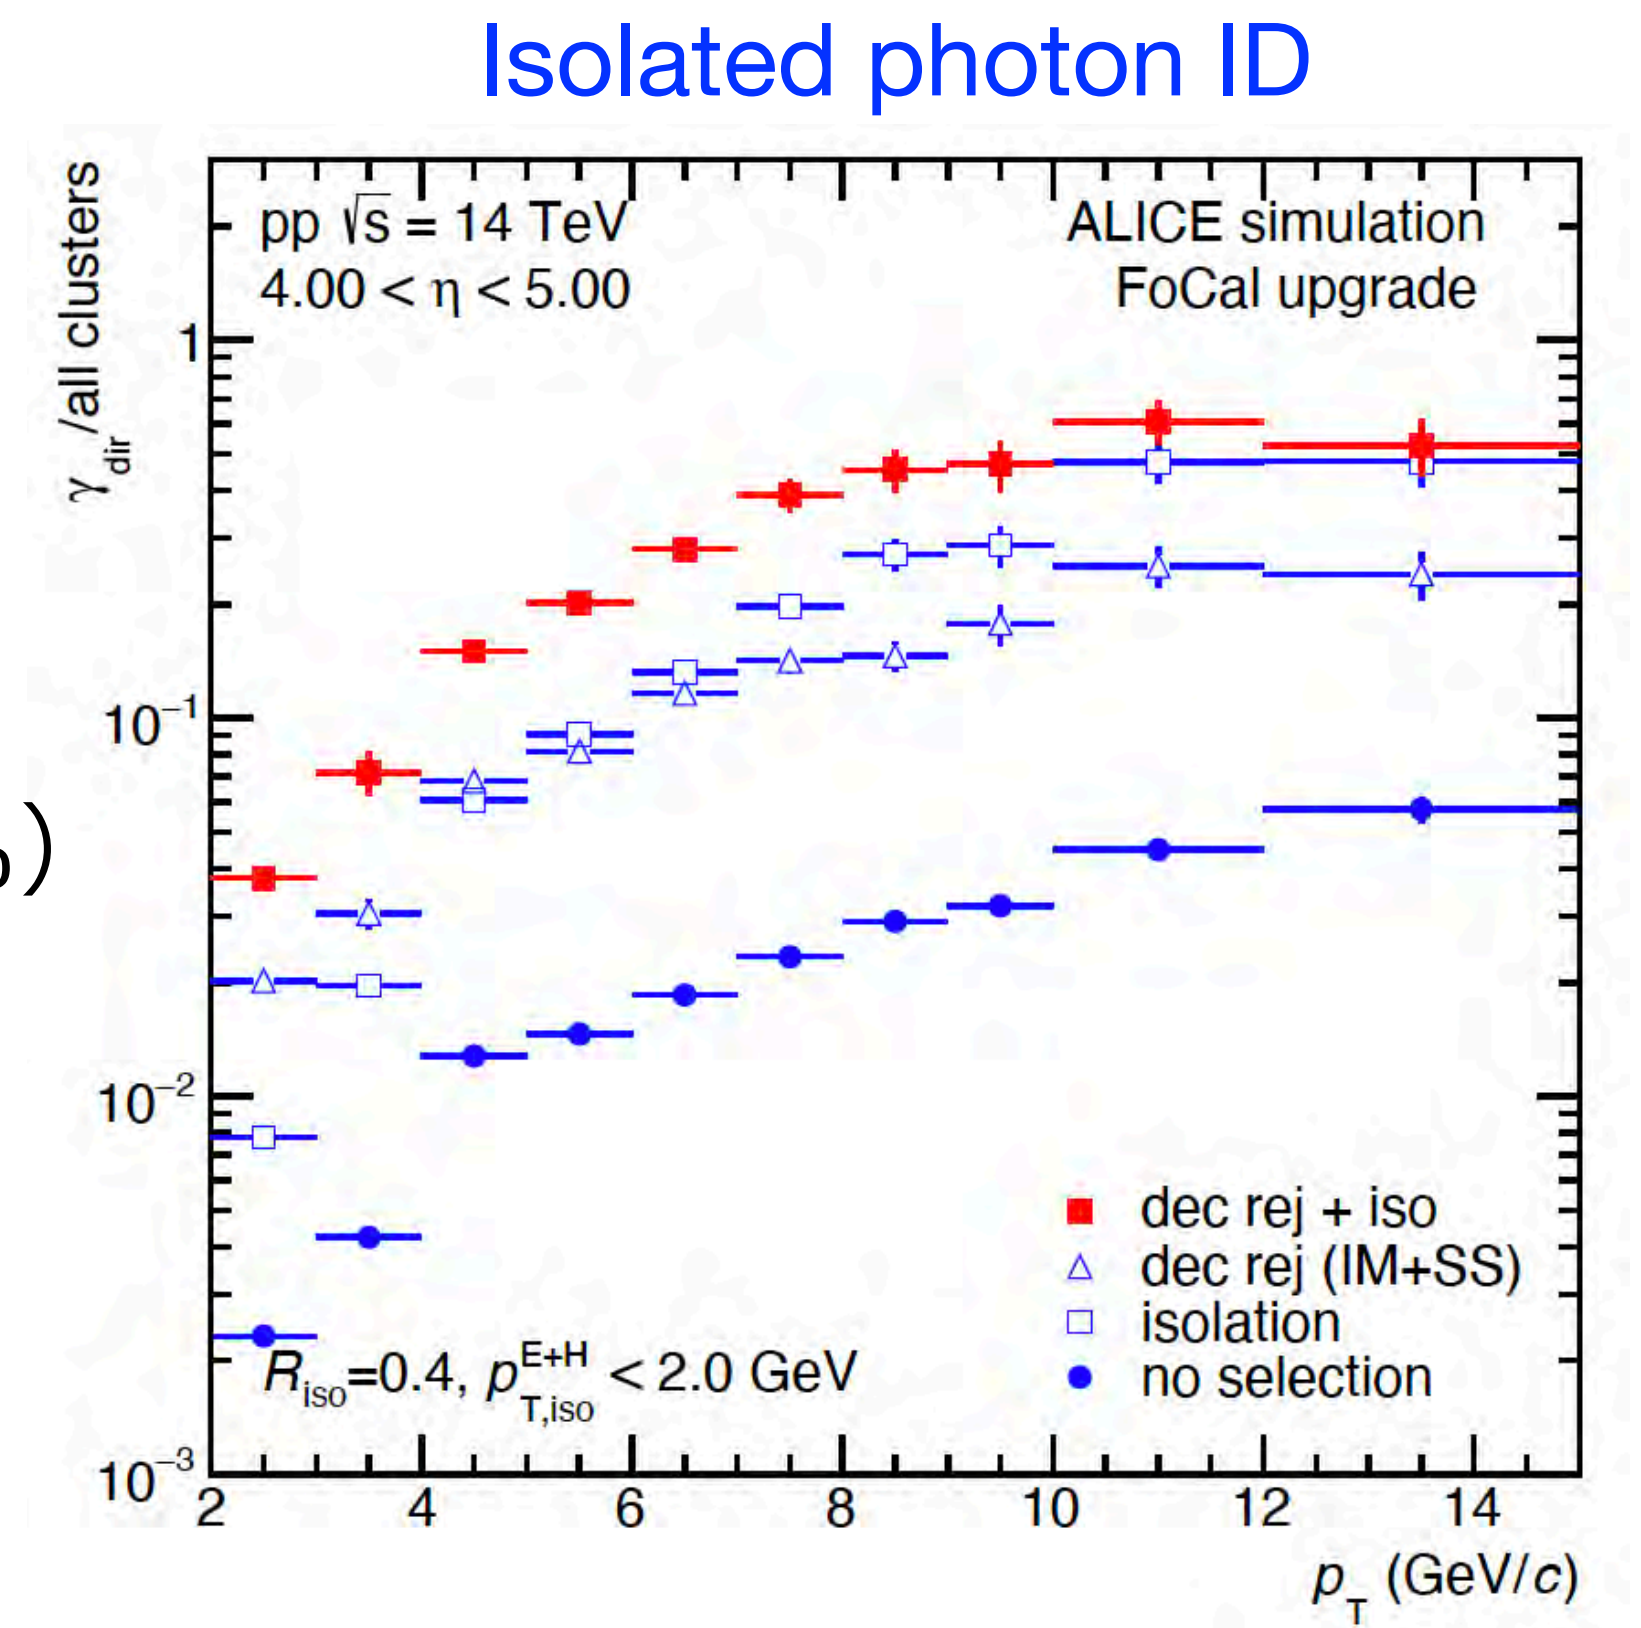 Isolated photon ID
pp √s = 14 TeV
4.00 < η < 5.00
ALICE simulation
FoCal upgrade
γdir/all clusters
1
10⁻¹
10⁻²
10⁻³
)
dec rej + iso
dec rej (IM+SS)
isolation
no selection
Riso=0.4, pT,iso^E+H < 2.0 GeV
2 4 6 8 10 12 14
pT (GeV/c)